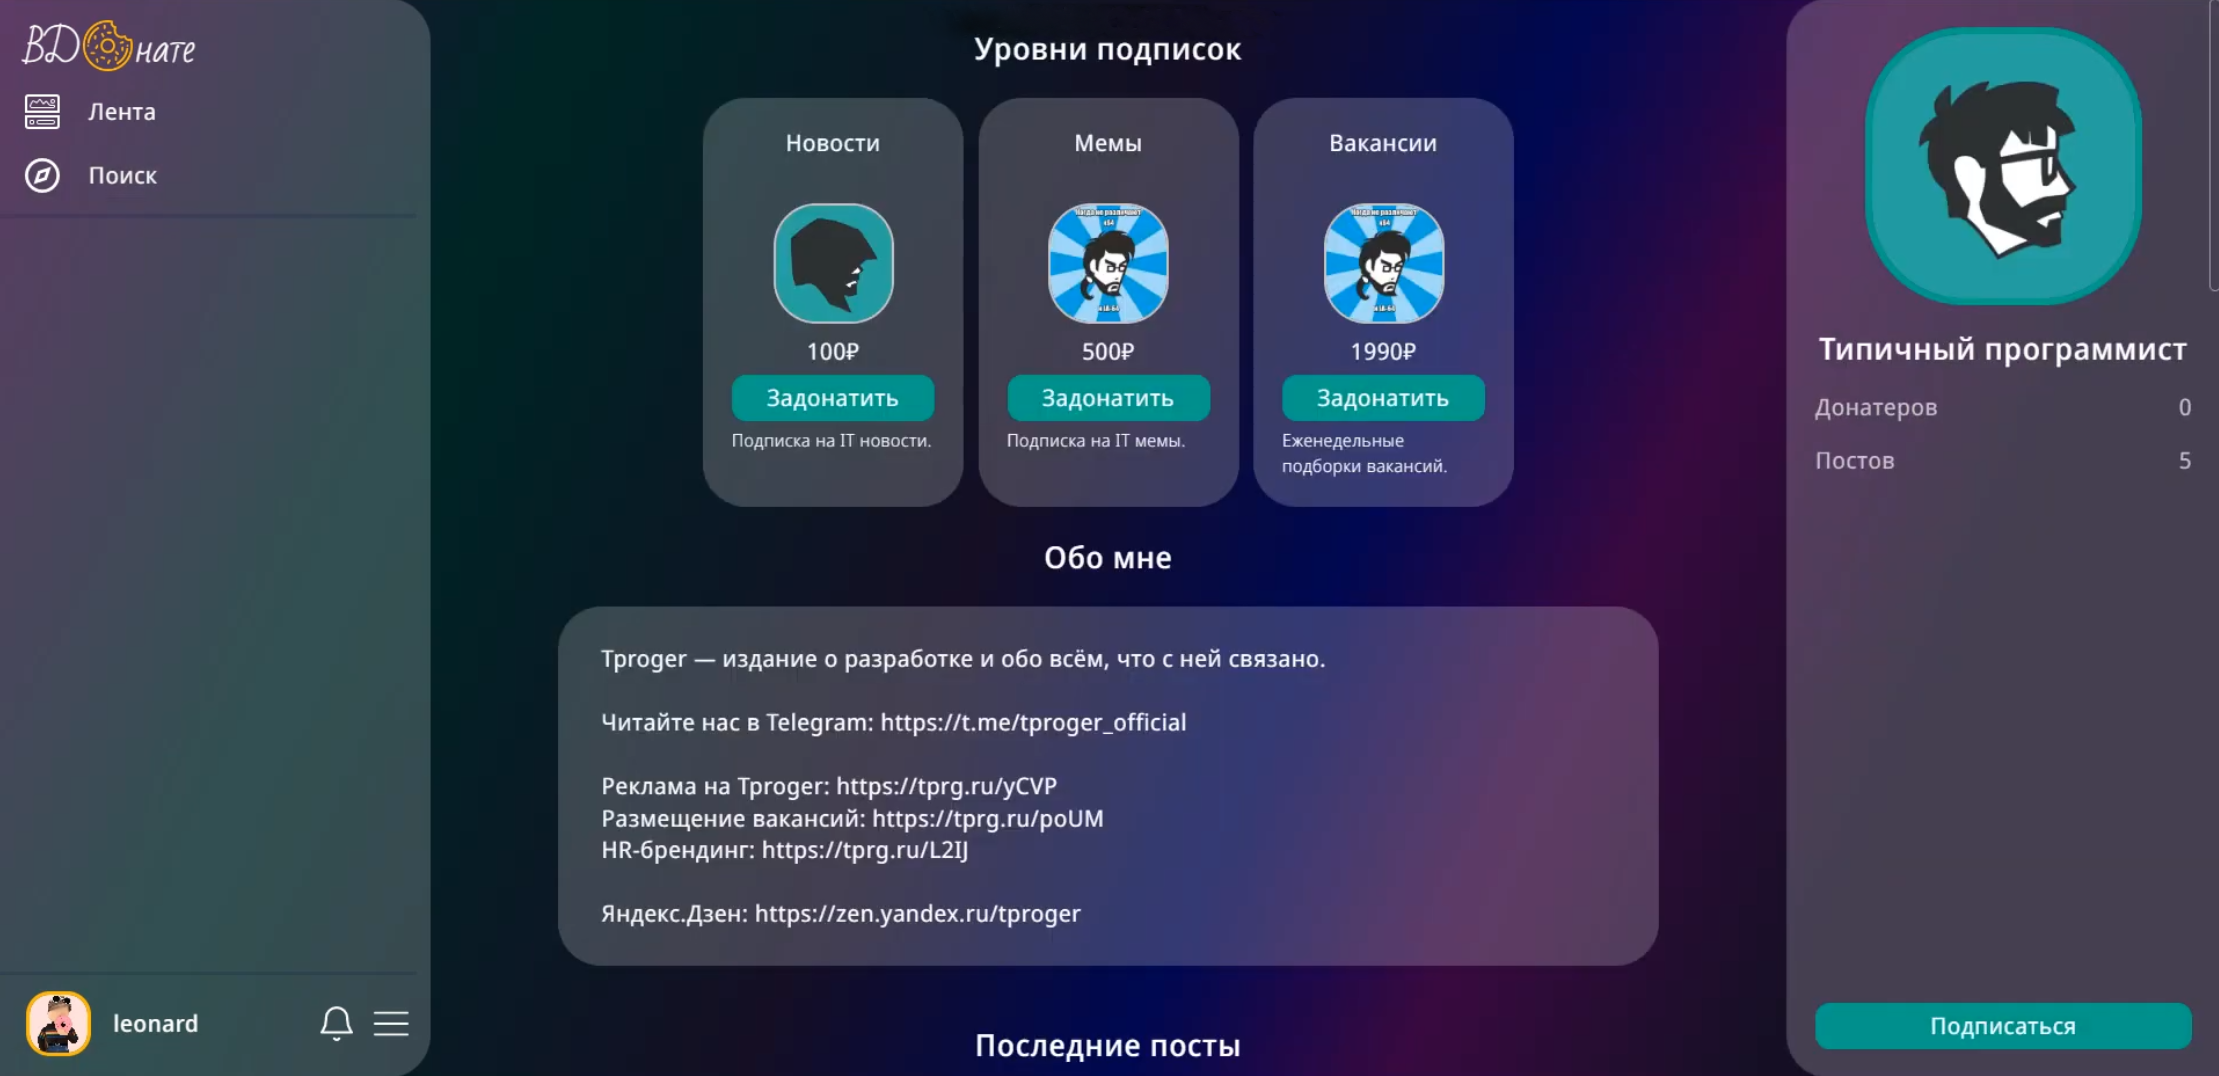 BDOнате
Лента
Поиск
leonard
Уровни подписок
Новости
100₽
Задонатить
Подписка на IT новости.
Мемы
500₽
Задонатить
Подписка на IT мемы.
Вакансии
1990₽
Задонатить
Еженедельные
подборки вакансий.
Обо мне
Tproger — издание о разработке и обо всём, что с ней связано.
Читайте нас в Telegram: https://t.me/tproger_official
Реклама на Tproger: https://tprg.ru/yCVP
Размещение вакансий: https://tprg.ru/poUM
HR-брендинг: https://tprg.ru/L2IJ
Яндекс.Дзен: https://zen.yandex.ru/tproger
Последние посты
Типичный программист
Донатеров 0
Постов 5
Подписаться